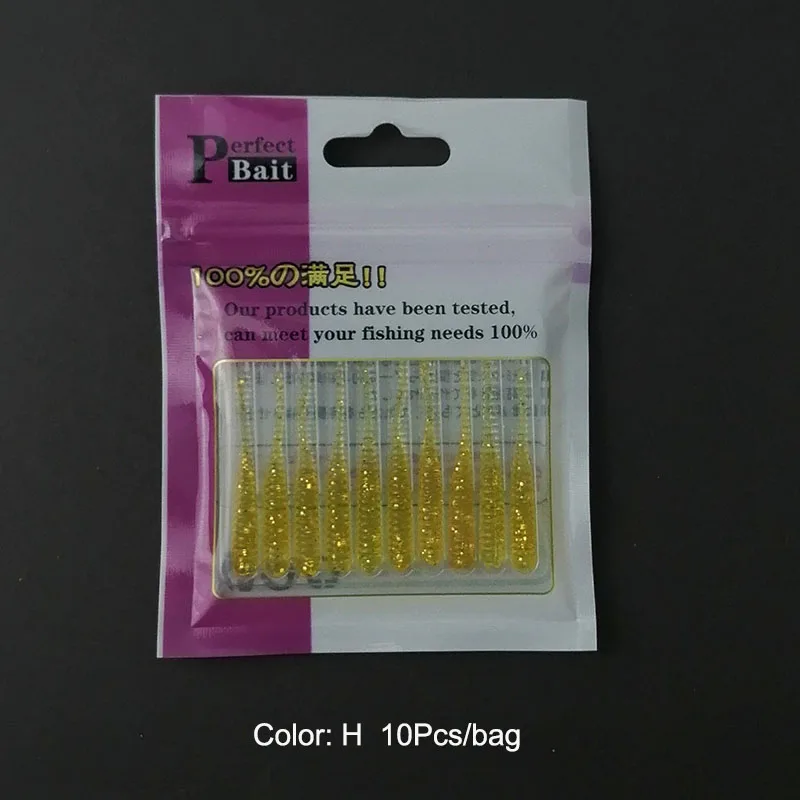 Perfect
Bait
100%の満足!!
Our products have been tested,
can meet your fishing needs 100%
Color: H 10Pcs/bag